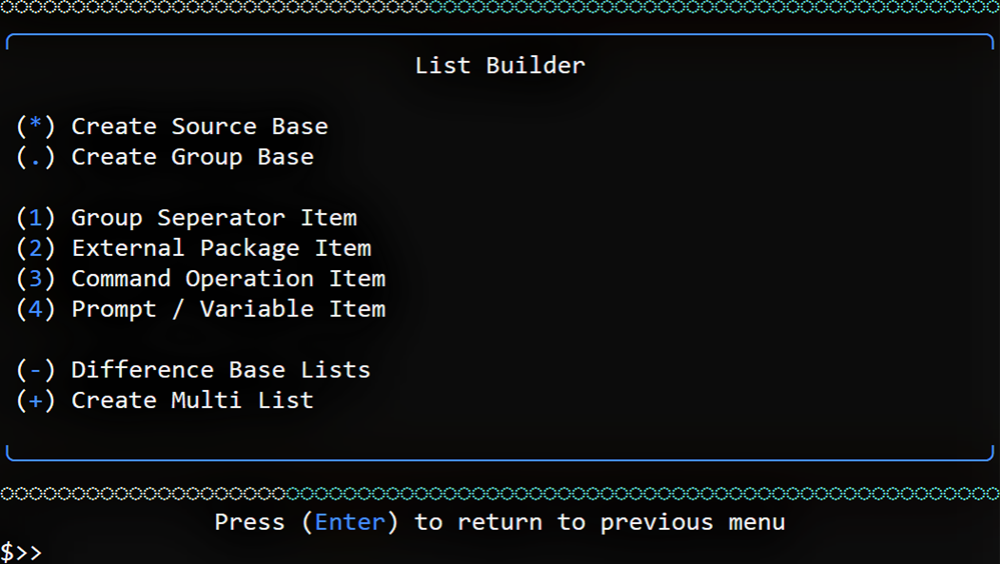 List Builder
(*) Create Source Base
(.) Create Group Base
(1) Group Seperator Item
(2) External Package Item
(3) Command Operation Item
(4) Prompt / Variable Item
(-) Difference Base Lists
(+) Create Multi List
Press (Enter) to return to previous menu
$>>